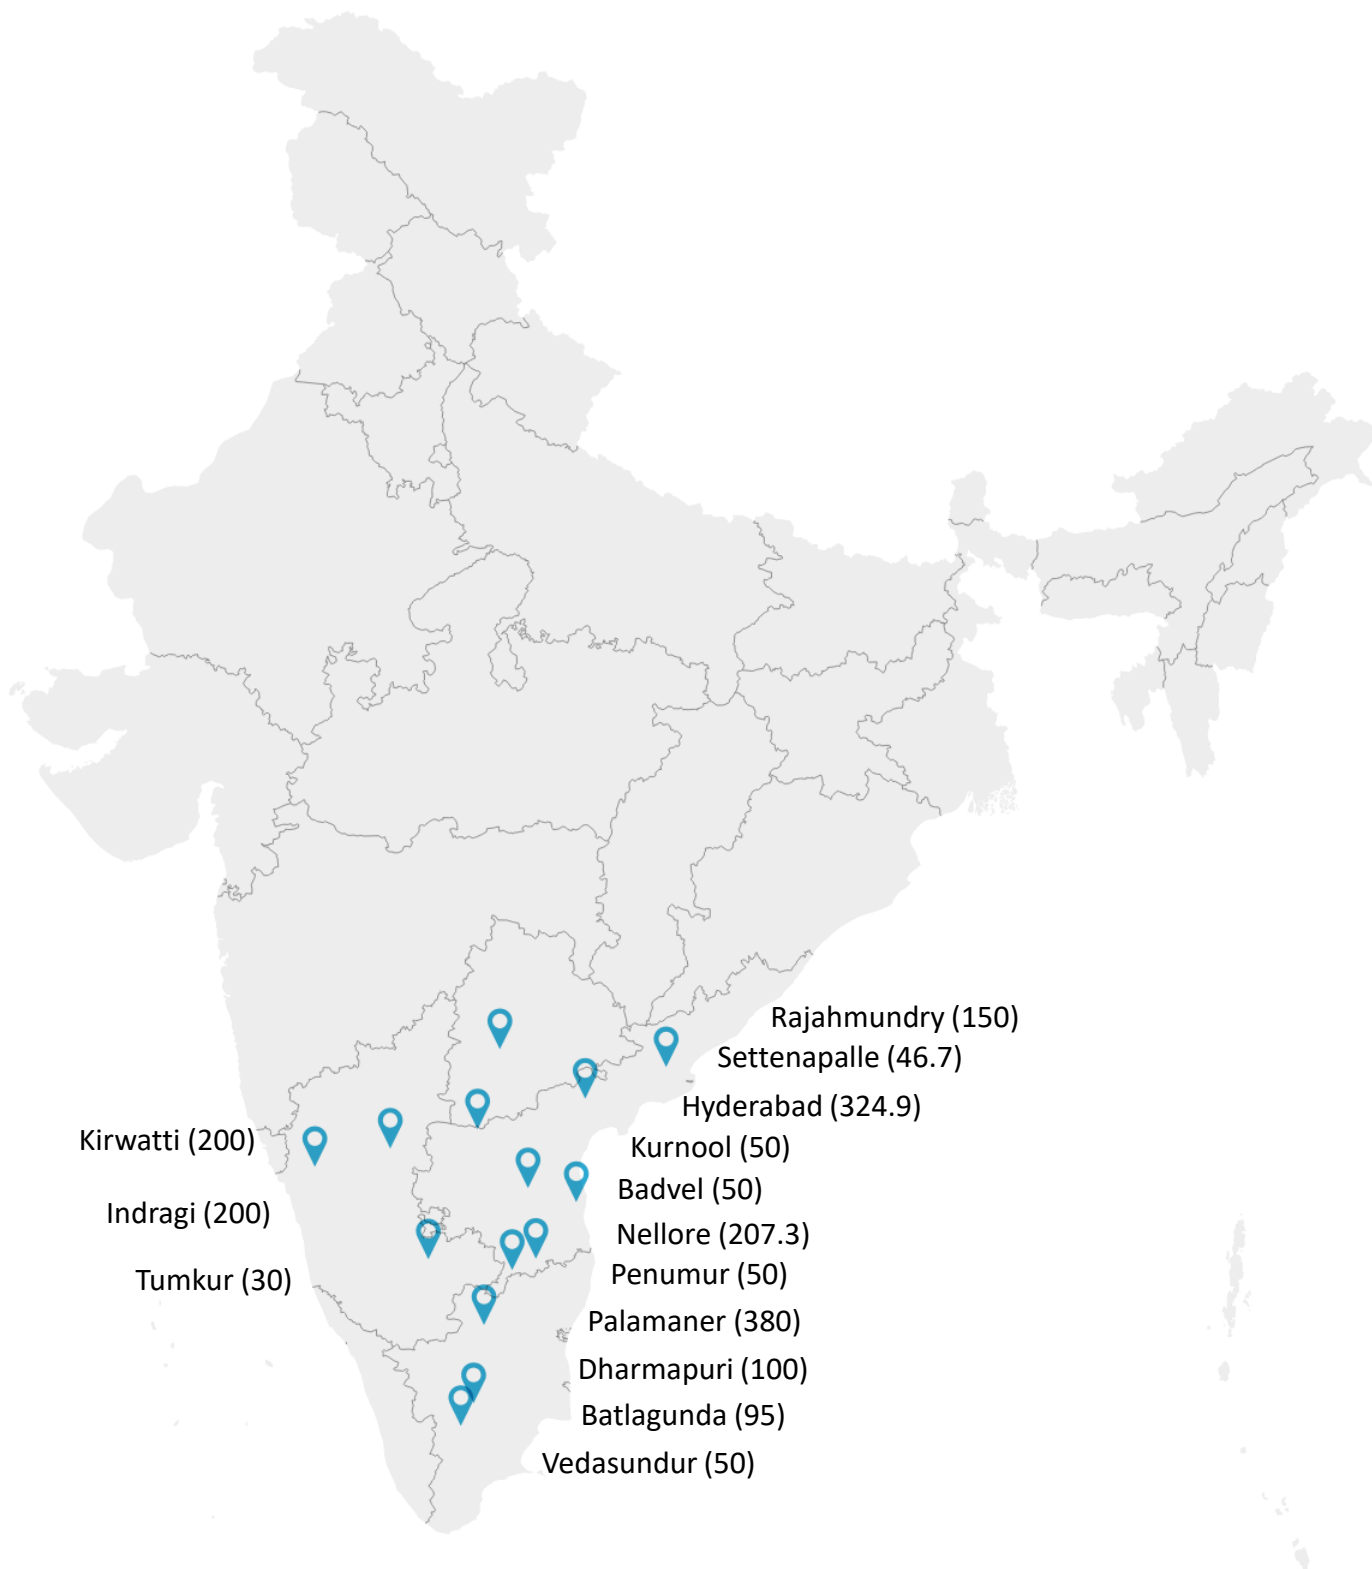 Rajahmundry (150)
Settenapalle (46.7)
Hyderabad (324.9)
Kirwatti (200)
Kurnool (50)
Badvel (50)
Indragi (200)
Nellore (207.3)
Penumur (50)
Tumkur (30)
Palamaner (380)
Dharmapuri (100)
Batlagunda (95)
Vedasundur (50)